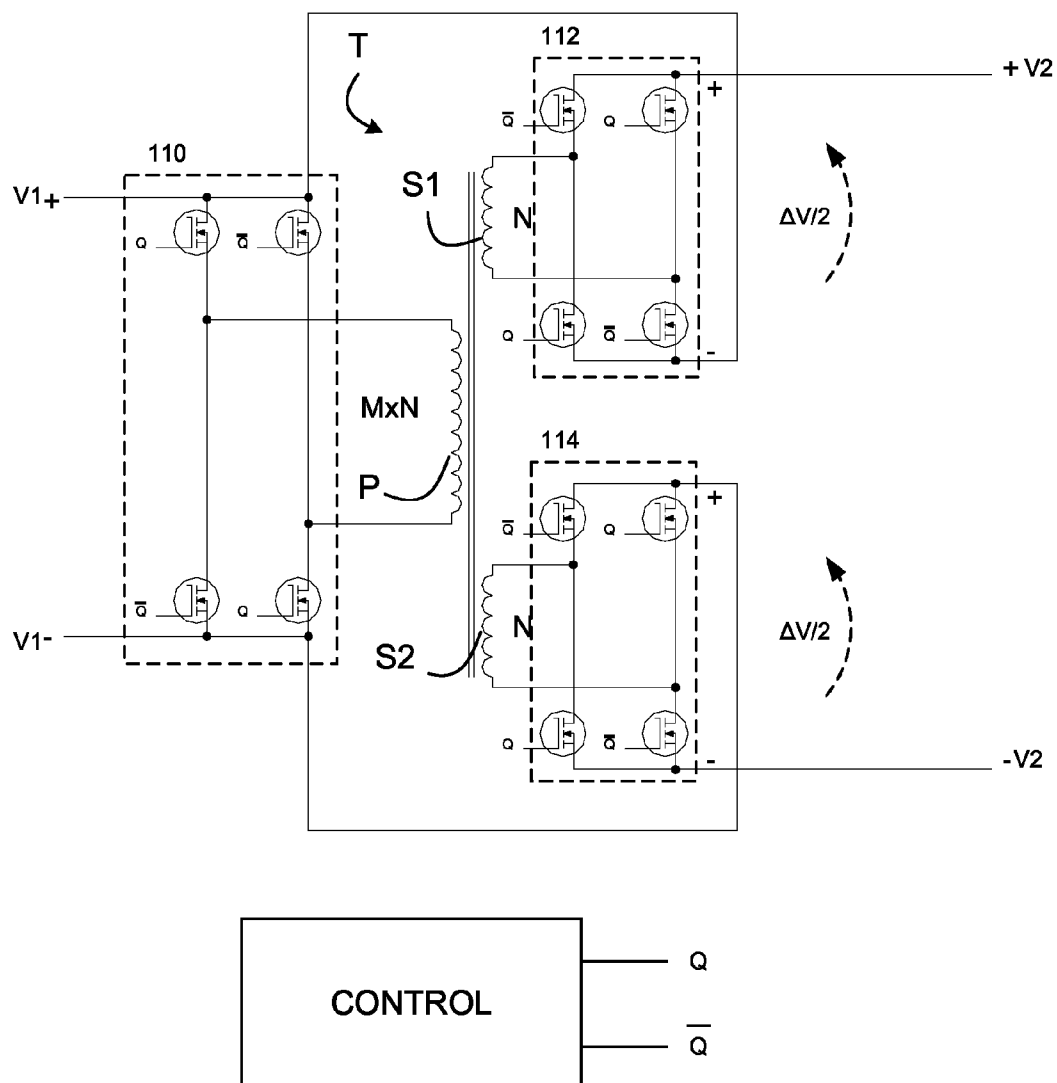 112
T
+ V2
+
Q̅ Q
110
S1
V1+
N
ΔV/2
Q Q̅
Q Q̅
-
MxN
114
P
+
Q̅ Q
Q̅ Q
N
ΔV/2
V1-
S2
Q Q̅
-
-V2
CONTROL
Q
Q̅